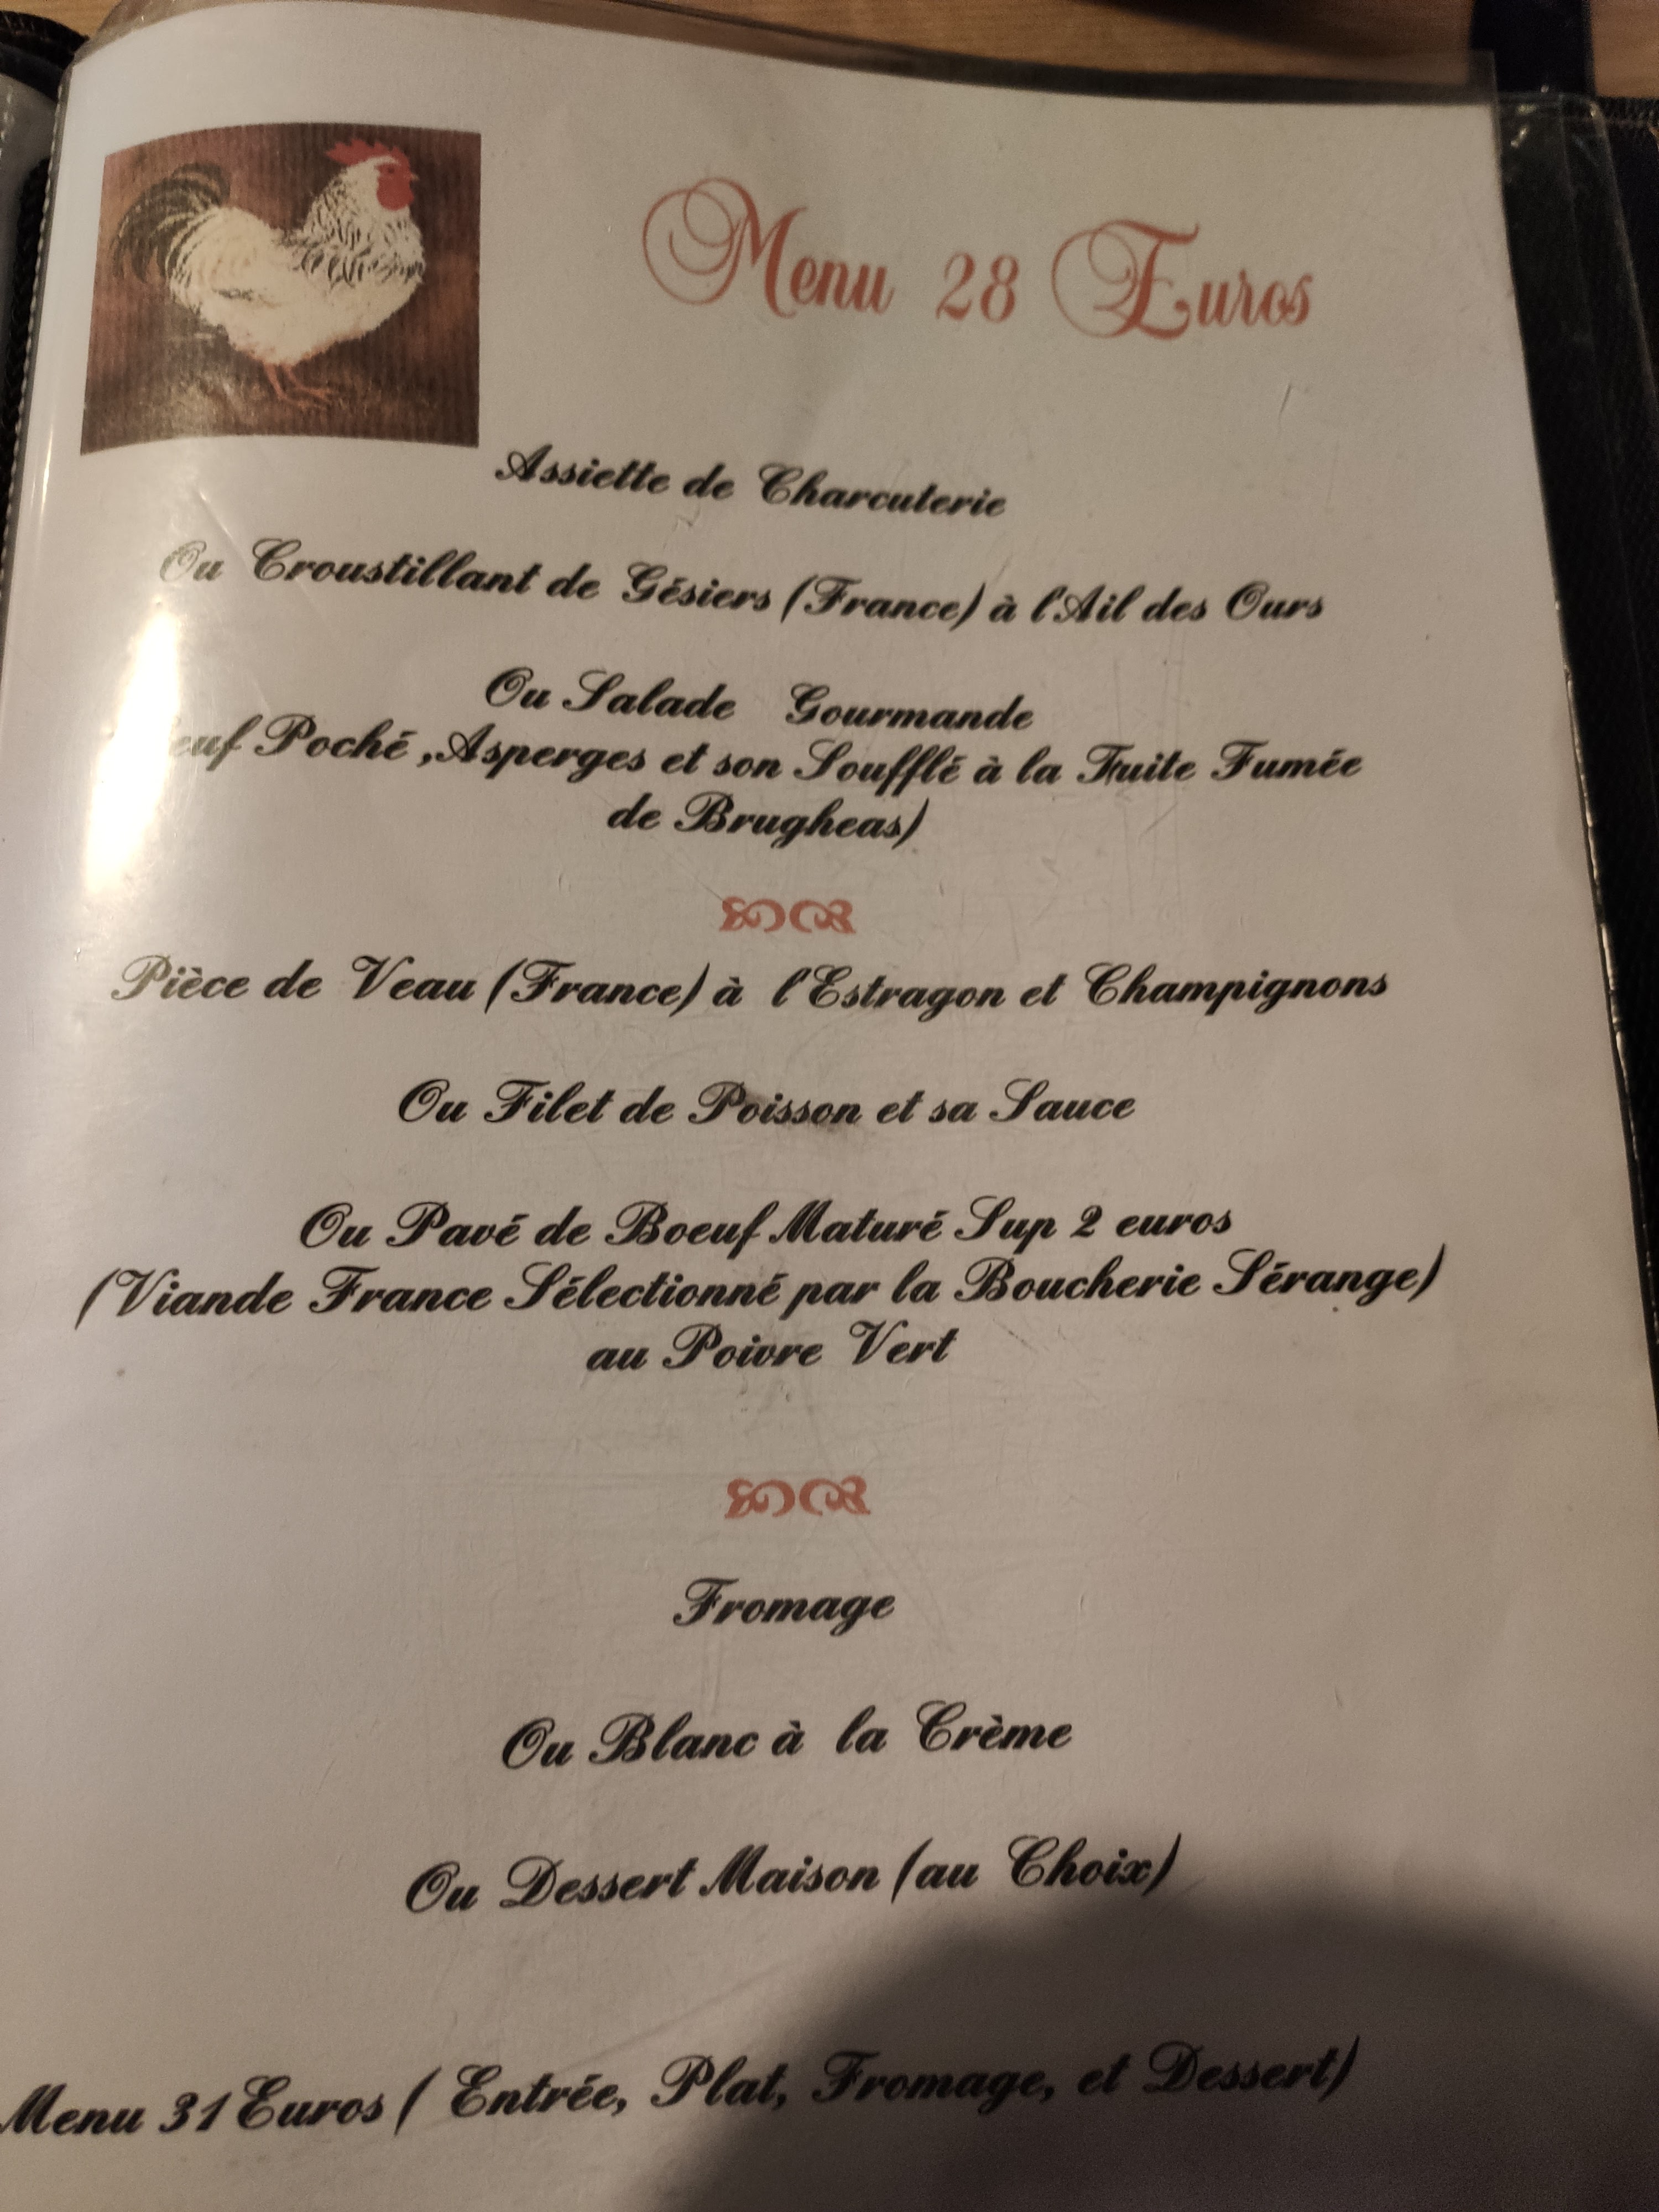 Menu 28 Euros
Assiette de Charcuterie
Ou Croustillant de Gésiers (France) à l'Ail des Ours
Ou Salade Gourmande
Poché ,Asperges et son Soufflé à la Truite Fumée
de Brugheas)
Pièce de Veau (France) à l'Estragon et Champignons
Ou Filet de Poisson et sa Sauce
Ou Pavé de Boeuf Maturé Sup 2 euros
(Viande France Sélectionné par la Boucherie Sérange)
au Poivre Vert
Fromage
Ou Blanc à la Crème
Ou Dessert Maison (au Choix)
Menu 31 Euros ( Entrée, Plat, Fromage, et Dessert)